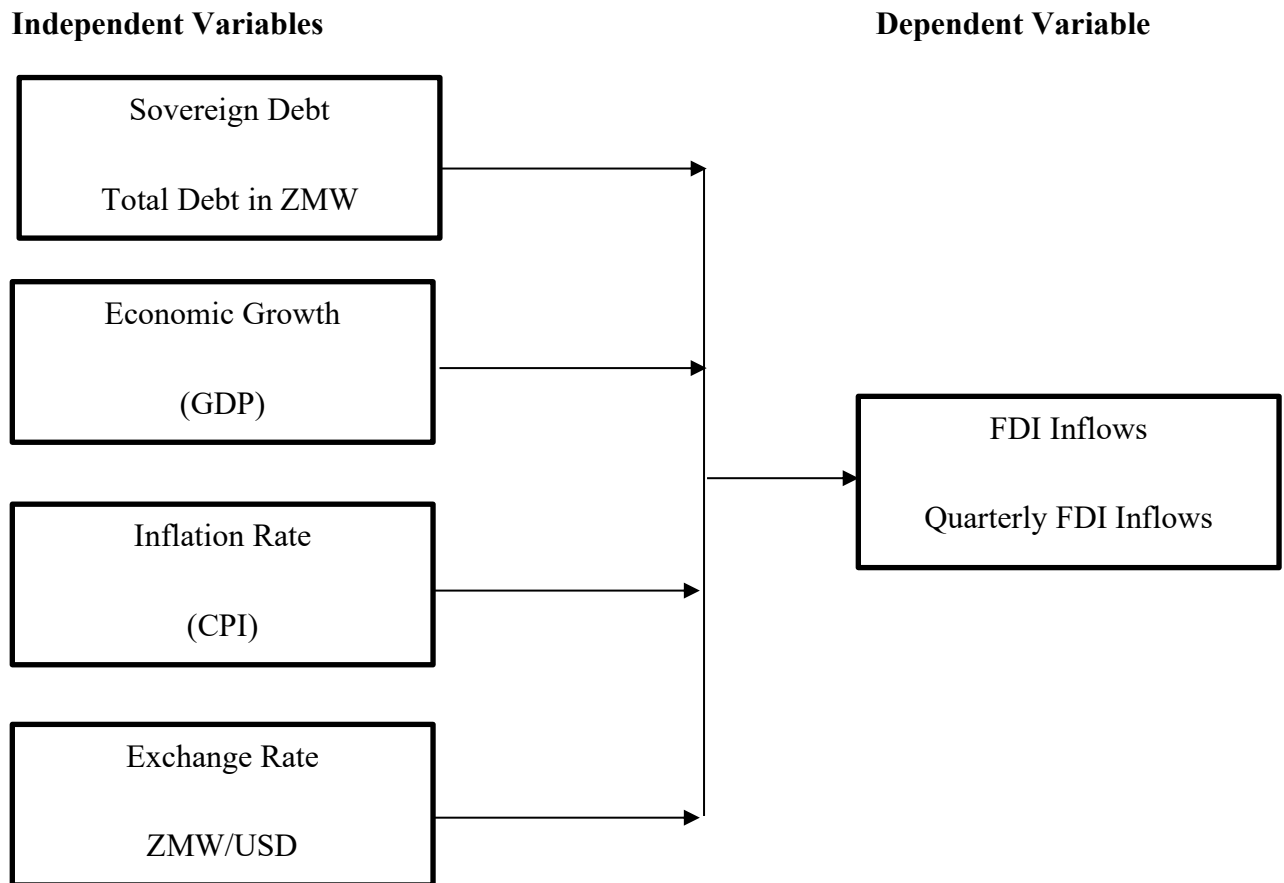 Independent Variables
Dependent Variable
Sovereign Debt
Total Debt in ZMW
Economic Growth
(GDP)
Inflation Rate
(CPI)
Exchange Rate
ZMW/USD
FDI Inflows
Quarterly FDI Inflows